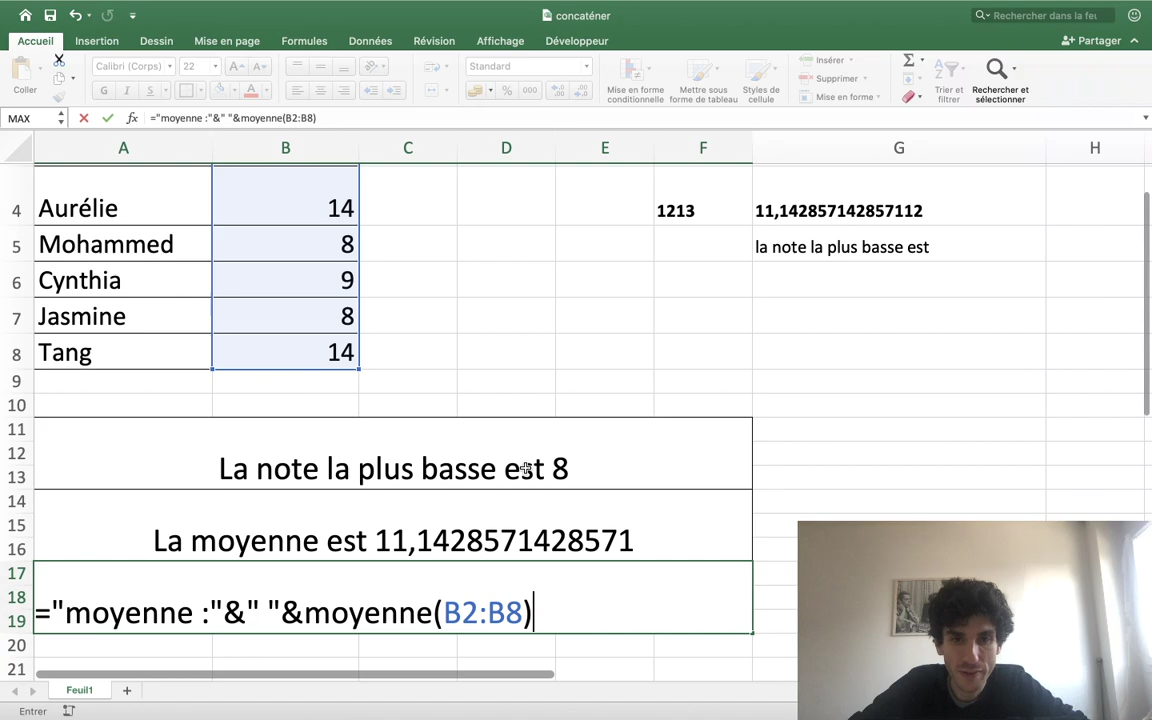 concaténer
Rechercher dans la feu
Accueil Insertion Dessin Mise en page Formules Données Révision Affichage Développeur Partager
Coller Calibri (Corps) 22 Standard Mise en forme conditionnelle Mettre sous forme de tableau Styles de cellule Insérer Supprimer Mise en forme Trier et filtrer Rechercher et sélectionner
G I S A % 000
MAX fx ="moyenne :"&" "&moyenne(B2:B8)
A B C D E F G H
4 Aurélie 14 1213 11,142857142857112
5 Mohammed 8 la note la plus basse est
6 Cynthia 9
7 Jasmine 8
8 Tang 14
9
10
11
12
13 La note la plus basse est 8
14
15
16 La moyenne est 11,1428571428571
17
18
19 ="moyenne :"&" "&moyenne(B2:B8)
20
21
Feuil1
Entrer